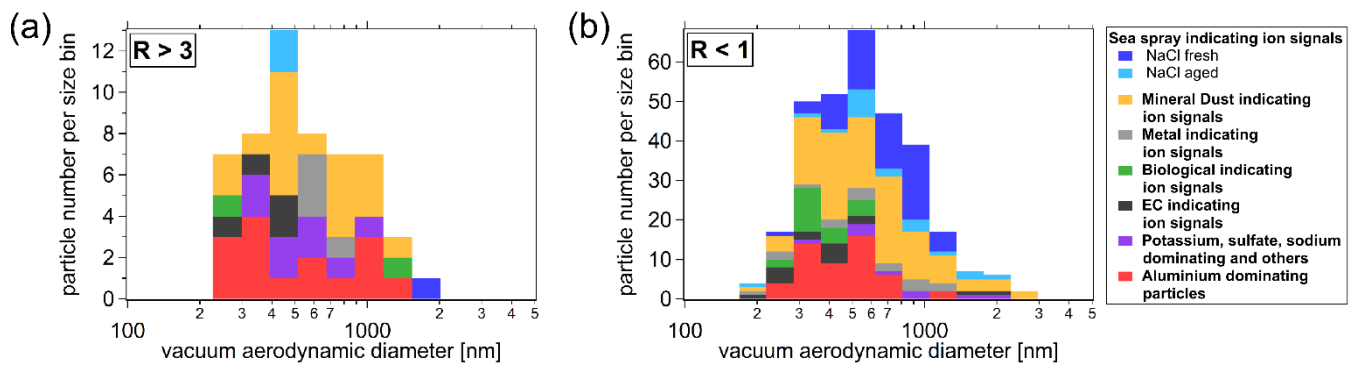 (a)
R > 3
particle number per size bin
12
10
8
6
4
2
0
100
2
3
4
5
6
7
1000
2
3
4
5
vacuum aerodynamic diameter [nm]
(b)
R < 1
particle number per size bin
60
50
40
30
20
10
0
100
2
3
4
5
6
7
1000
2
3
4
5
vacuum aerodynamic diameter [nm]
Sea spray indicating ion signals
NaCl fresh
NaCl aged
Mineral Dust indicating
ion signals
Metal indicating
ion signals
Biological indicating
ion signals
EC indicating
ion signals
Potassium, sulfate, sodium
dominating and others
Aluminium dominating
particles